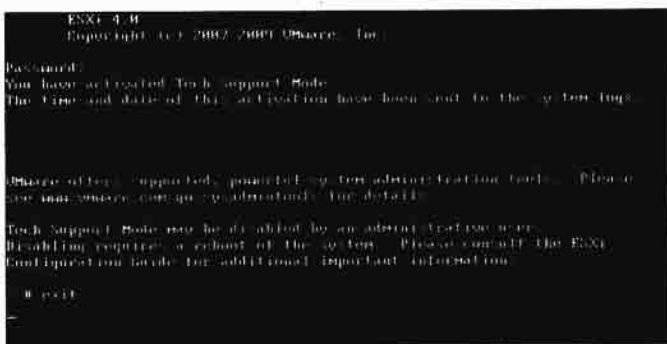 ESXi 4.0
Copyright (c) 2007-2009 VMware, Inc.
Password:
You have activated Tech Support Mode
The time and date of this activation have been sent to the system logs.
VMware offers supported, powerful system administration tools. Please
see www.vmware.com/go/sysadmintools for details.
Tech Support Mode may be disabled by an administrative user.
Disabling requires a reboot of the system. Please consult the ESXi
Configuration Guide for additional important information.
# exit